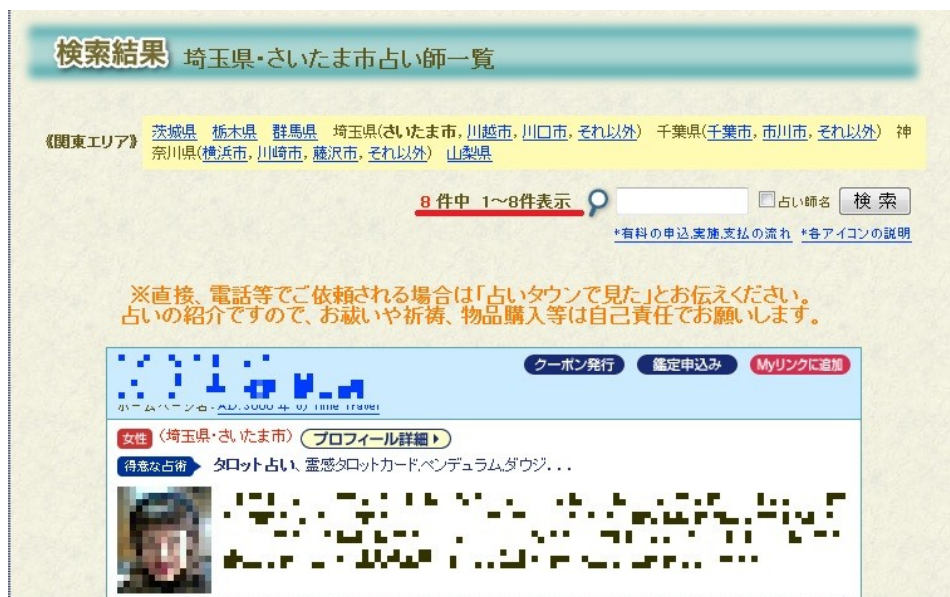 検索結果 埼玉県・さいたま市占い師一覧
《関東エリア》 茨城県 栃木県 群馬県 埼玉県(さいたま市, 川越市, 川口市, それ以外) 千葉県(千葉市, 市川市, それ以外) 神
奈川県(横浜市, 川崎市, 藤沢市, それ以外) 山梨県
8 件中 1～8件表示 占い師名 検 索
*有料の申込,実施,支払の流れ *各アイコンの説明
※直接、電話等でご依頼される場合は「占いタウンで見た」とお伝えください。
占いの紹介ですので、お祓いや祈祷、物品購入等は自己責任でお願いします。
クーポン発行 鑑定申込み Myリンクに追加
ホームページ名: AD.3000 年
Time Travel
女性 (埼玉県・さいたま市) プロフィール詳細
得意な占術 タロット占い、霊感タロットカード,ペンデュラム,ダウジ...